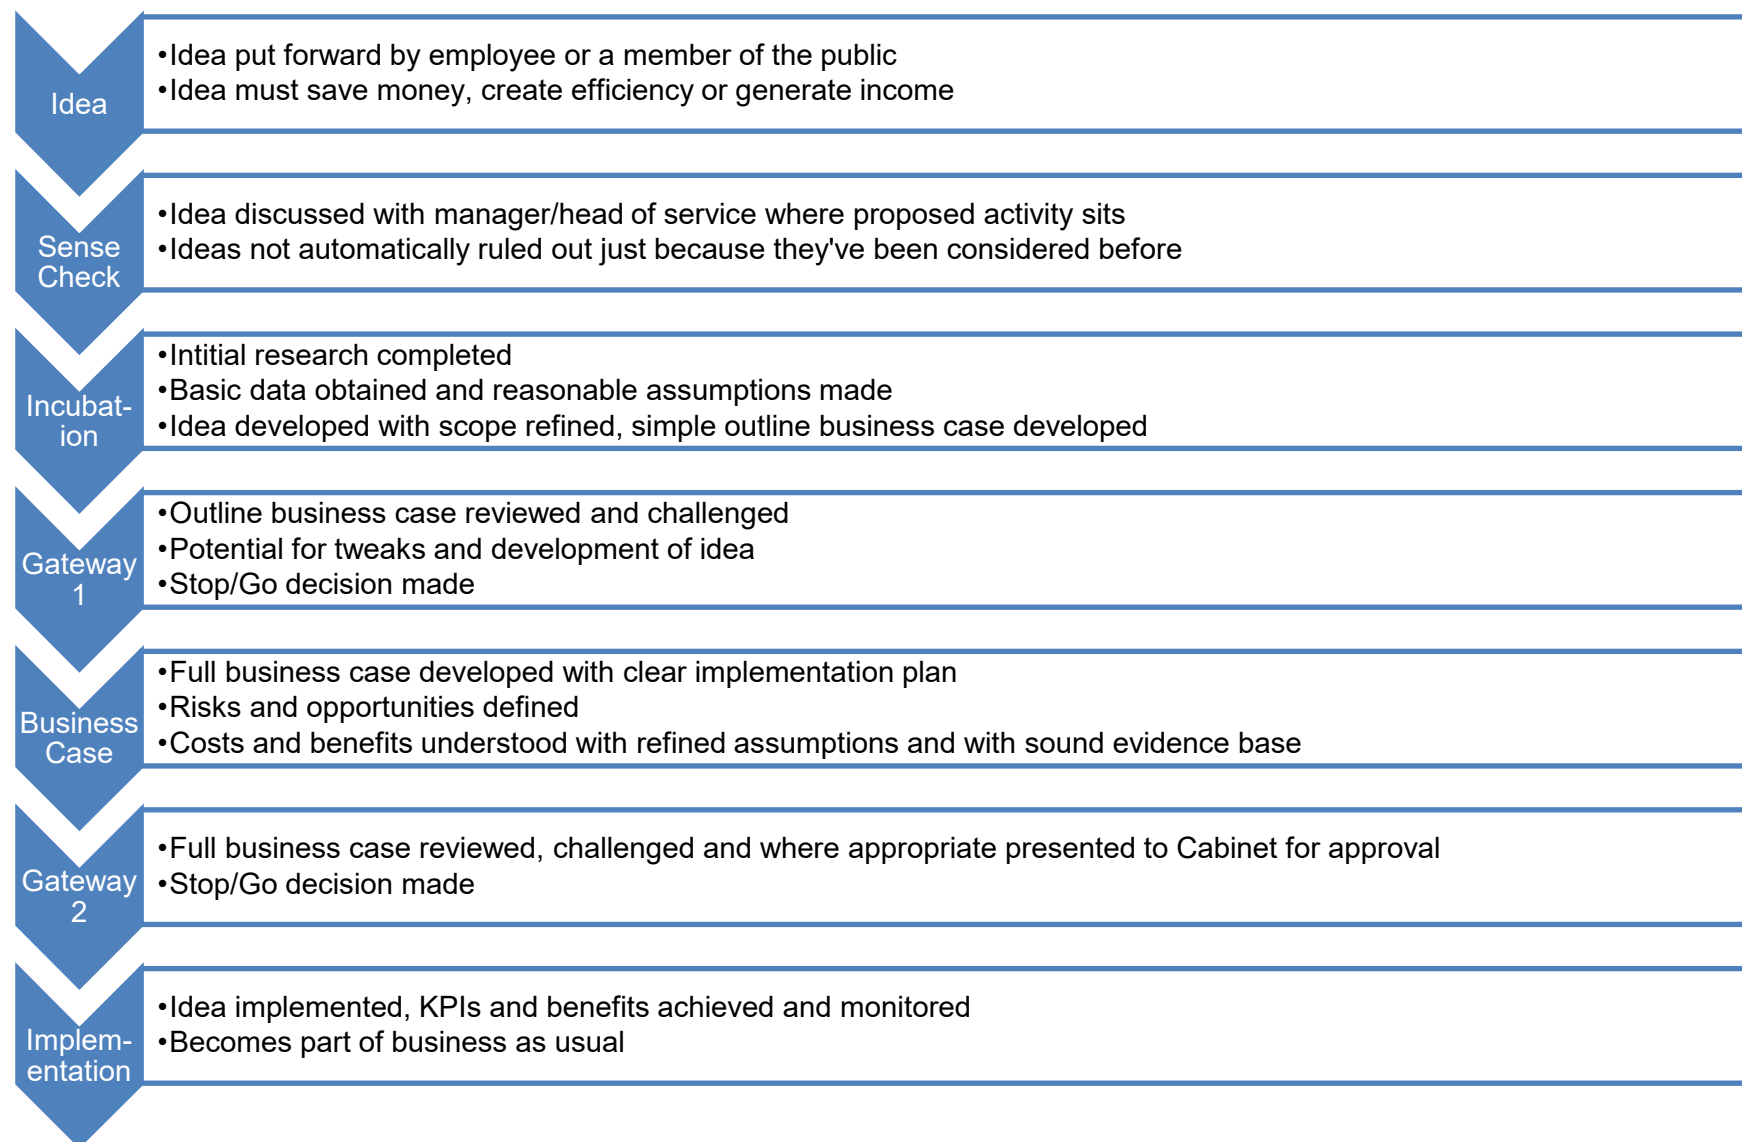 Idea
•Idea put forward by employee or a member of the public
•Idea must save money, create efficiency or generate income
Sense
Check
•Idea discussed with manager/head of service where proposed activity sits
•Ideas not automatically ruled out just because they've been considered before
Incubat-
ion
•Intitial research completed
•Basic data obtained and reasonable assumptions made
•Idea developed with scope refined, simple outline business case developed
Gateway
1
•Outline business case reviewed and challenged
•Potential for tweaks and development of idea
•Stop/Go decision made
Business
Case
•Full business case developed with clear implementation plan
•Risks and opportunities defined
•Costs and benefits understood with refined assumptions and with sound evidence base
Gateway
2
•Full business case reviewed, challenged and where appropriate presented to Cabinet for approval
•Stop/Go decision made
Implem-
entation
•Idea implemented, KPIs and benefits achieved and monitored
•Becomes part of business as usual